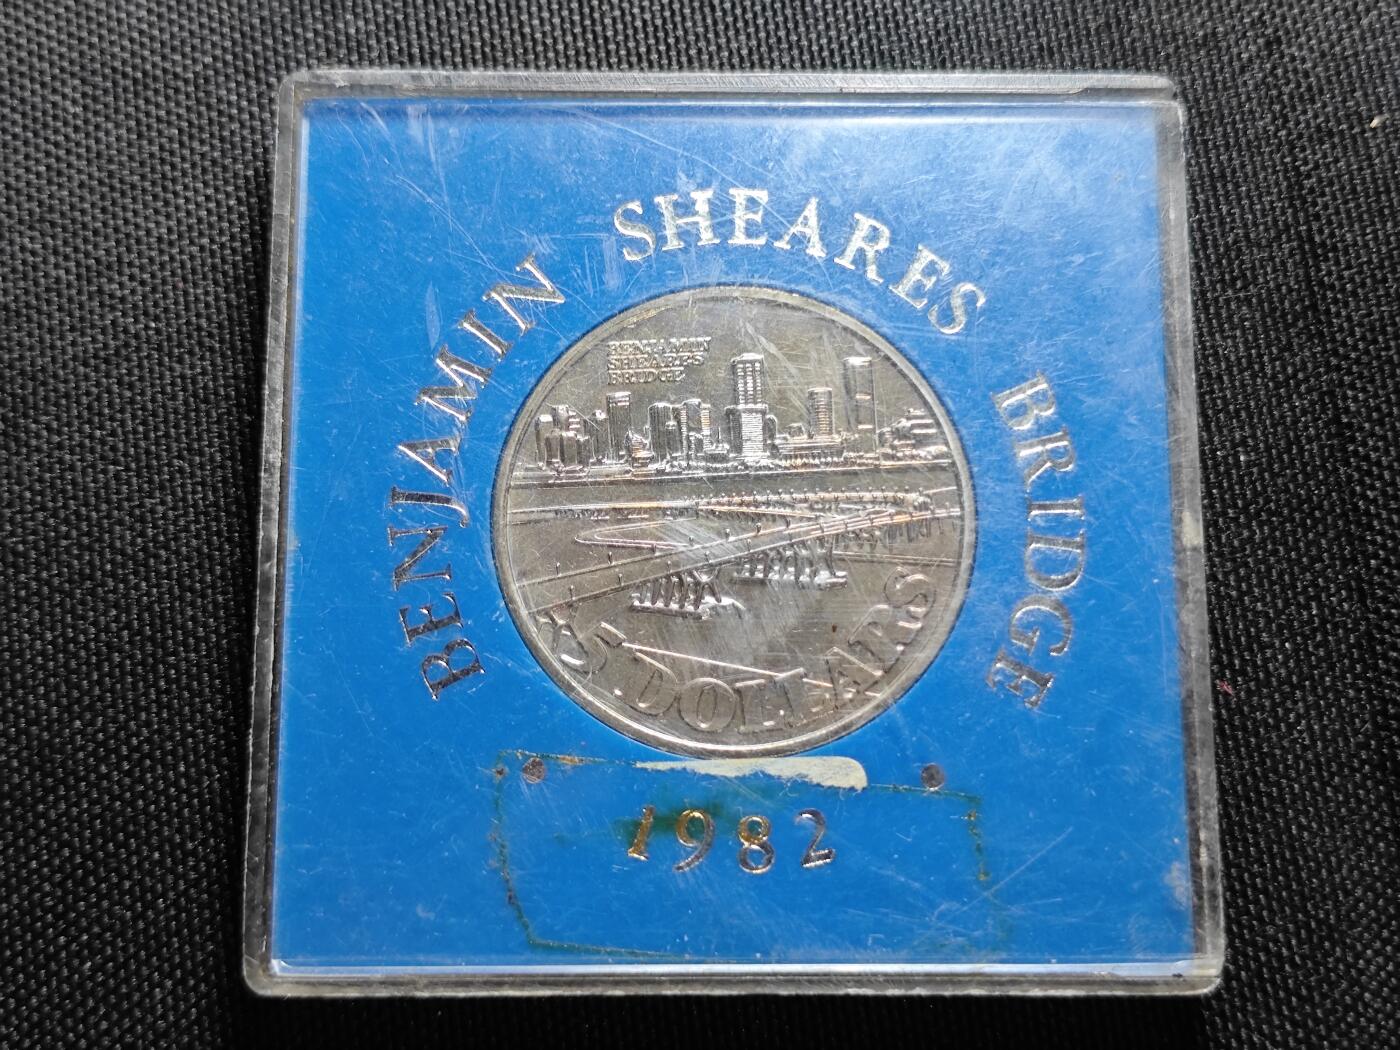 BENJAMIN SHEARES BRIDGE
BENJAMIN
SHEARES
BRIDGE
5 DOLLARS
1982